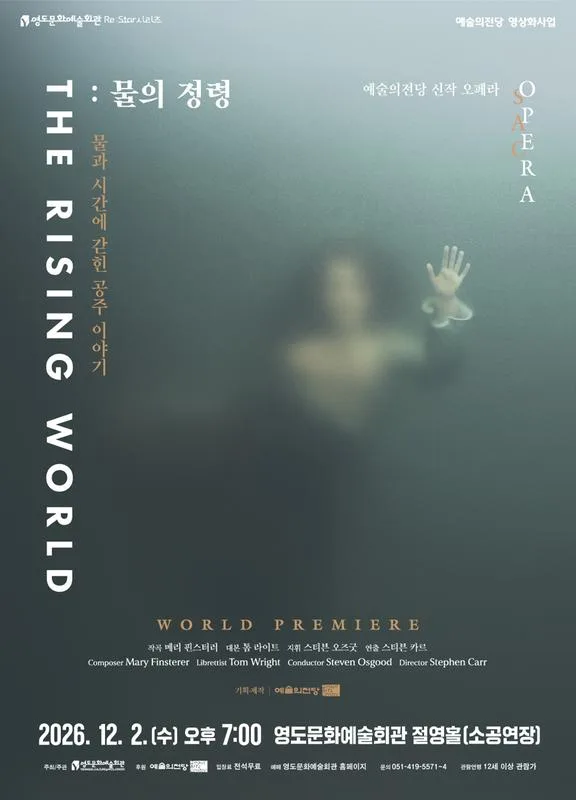 영도문화예술회관 Re:Star시리즈
예술의전당 영상화사업
THE RISING WORLD
: 물의 정령
물과 시간에 갇힌 공주 이야기
예술의전당 신작 오페라
SAC
OPERA
WORLD PREMIERE
작곡 메리 핀스터러 대본 톰 라이트 지휘 스티븐 오즈굿 연출 스티븐 카르
Composer Mary Finsterer Librettist Tom Wright Conductor Steven Osgood Director Stephen Carr
기획·제작 예술의전당
2026. 12. 2.(수) 오후 7:00 영도문화예술회관 절영홀(소공연장)
주최/주관 영도문화예술회관 후원 예술의전당 입장료 전석무료 예매 영도문화예술회관 홈페이지 문의 051-419-5571~4 관람연령 12세 이상 관람가